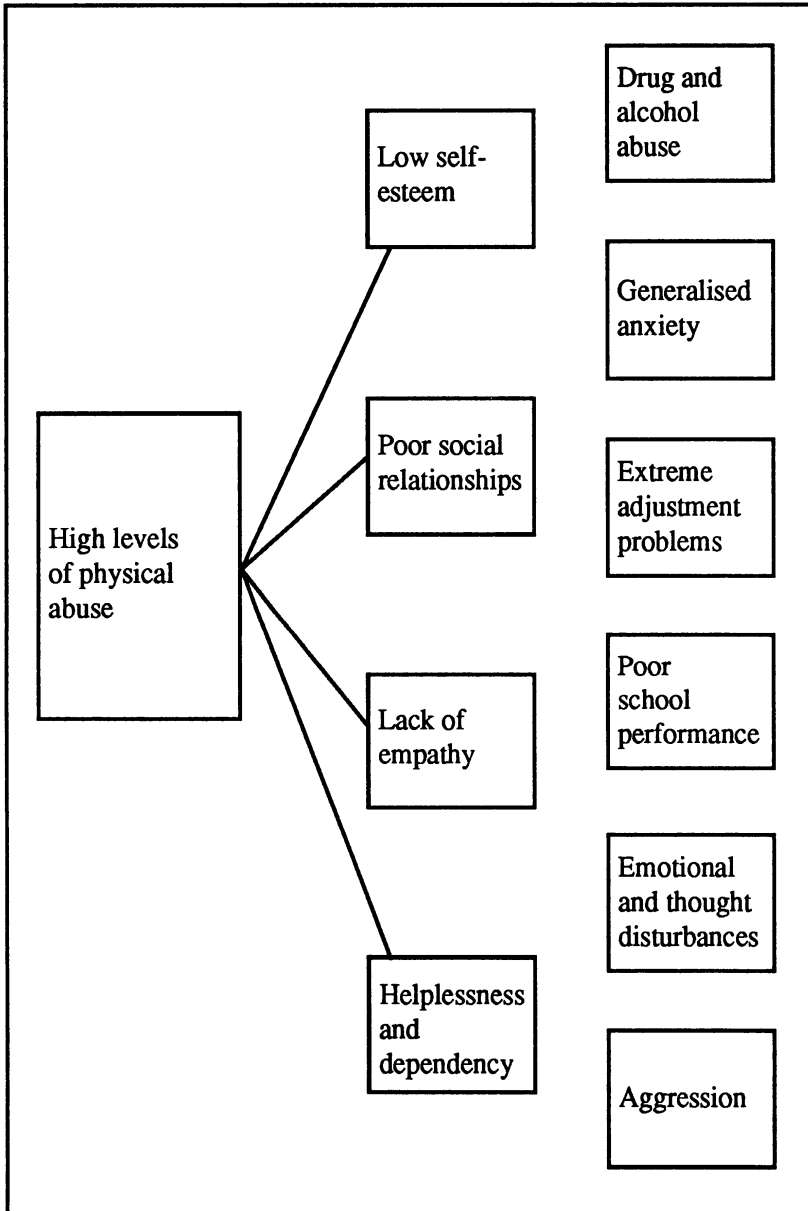 High levels
of physical
abuse
Low self-
esteem
Poor social
relationships
Lack of
empathy
Helplessness
and
dependency
Drug and
alcohol
abuse
Generalised
anxiety
Extreme
adjustment
problems
Poor
school
performance
Emotional
and thought
disturbances
Aggression